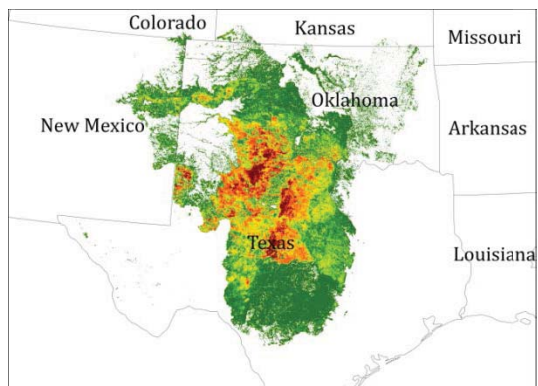 Colorado
Kansas
Missouri
Oklahoma
New Mexico
Arkansas
Texas
Louisiana